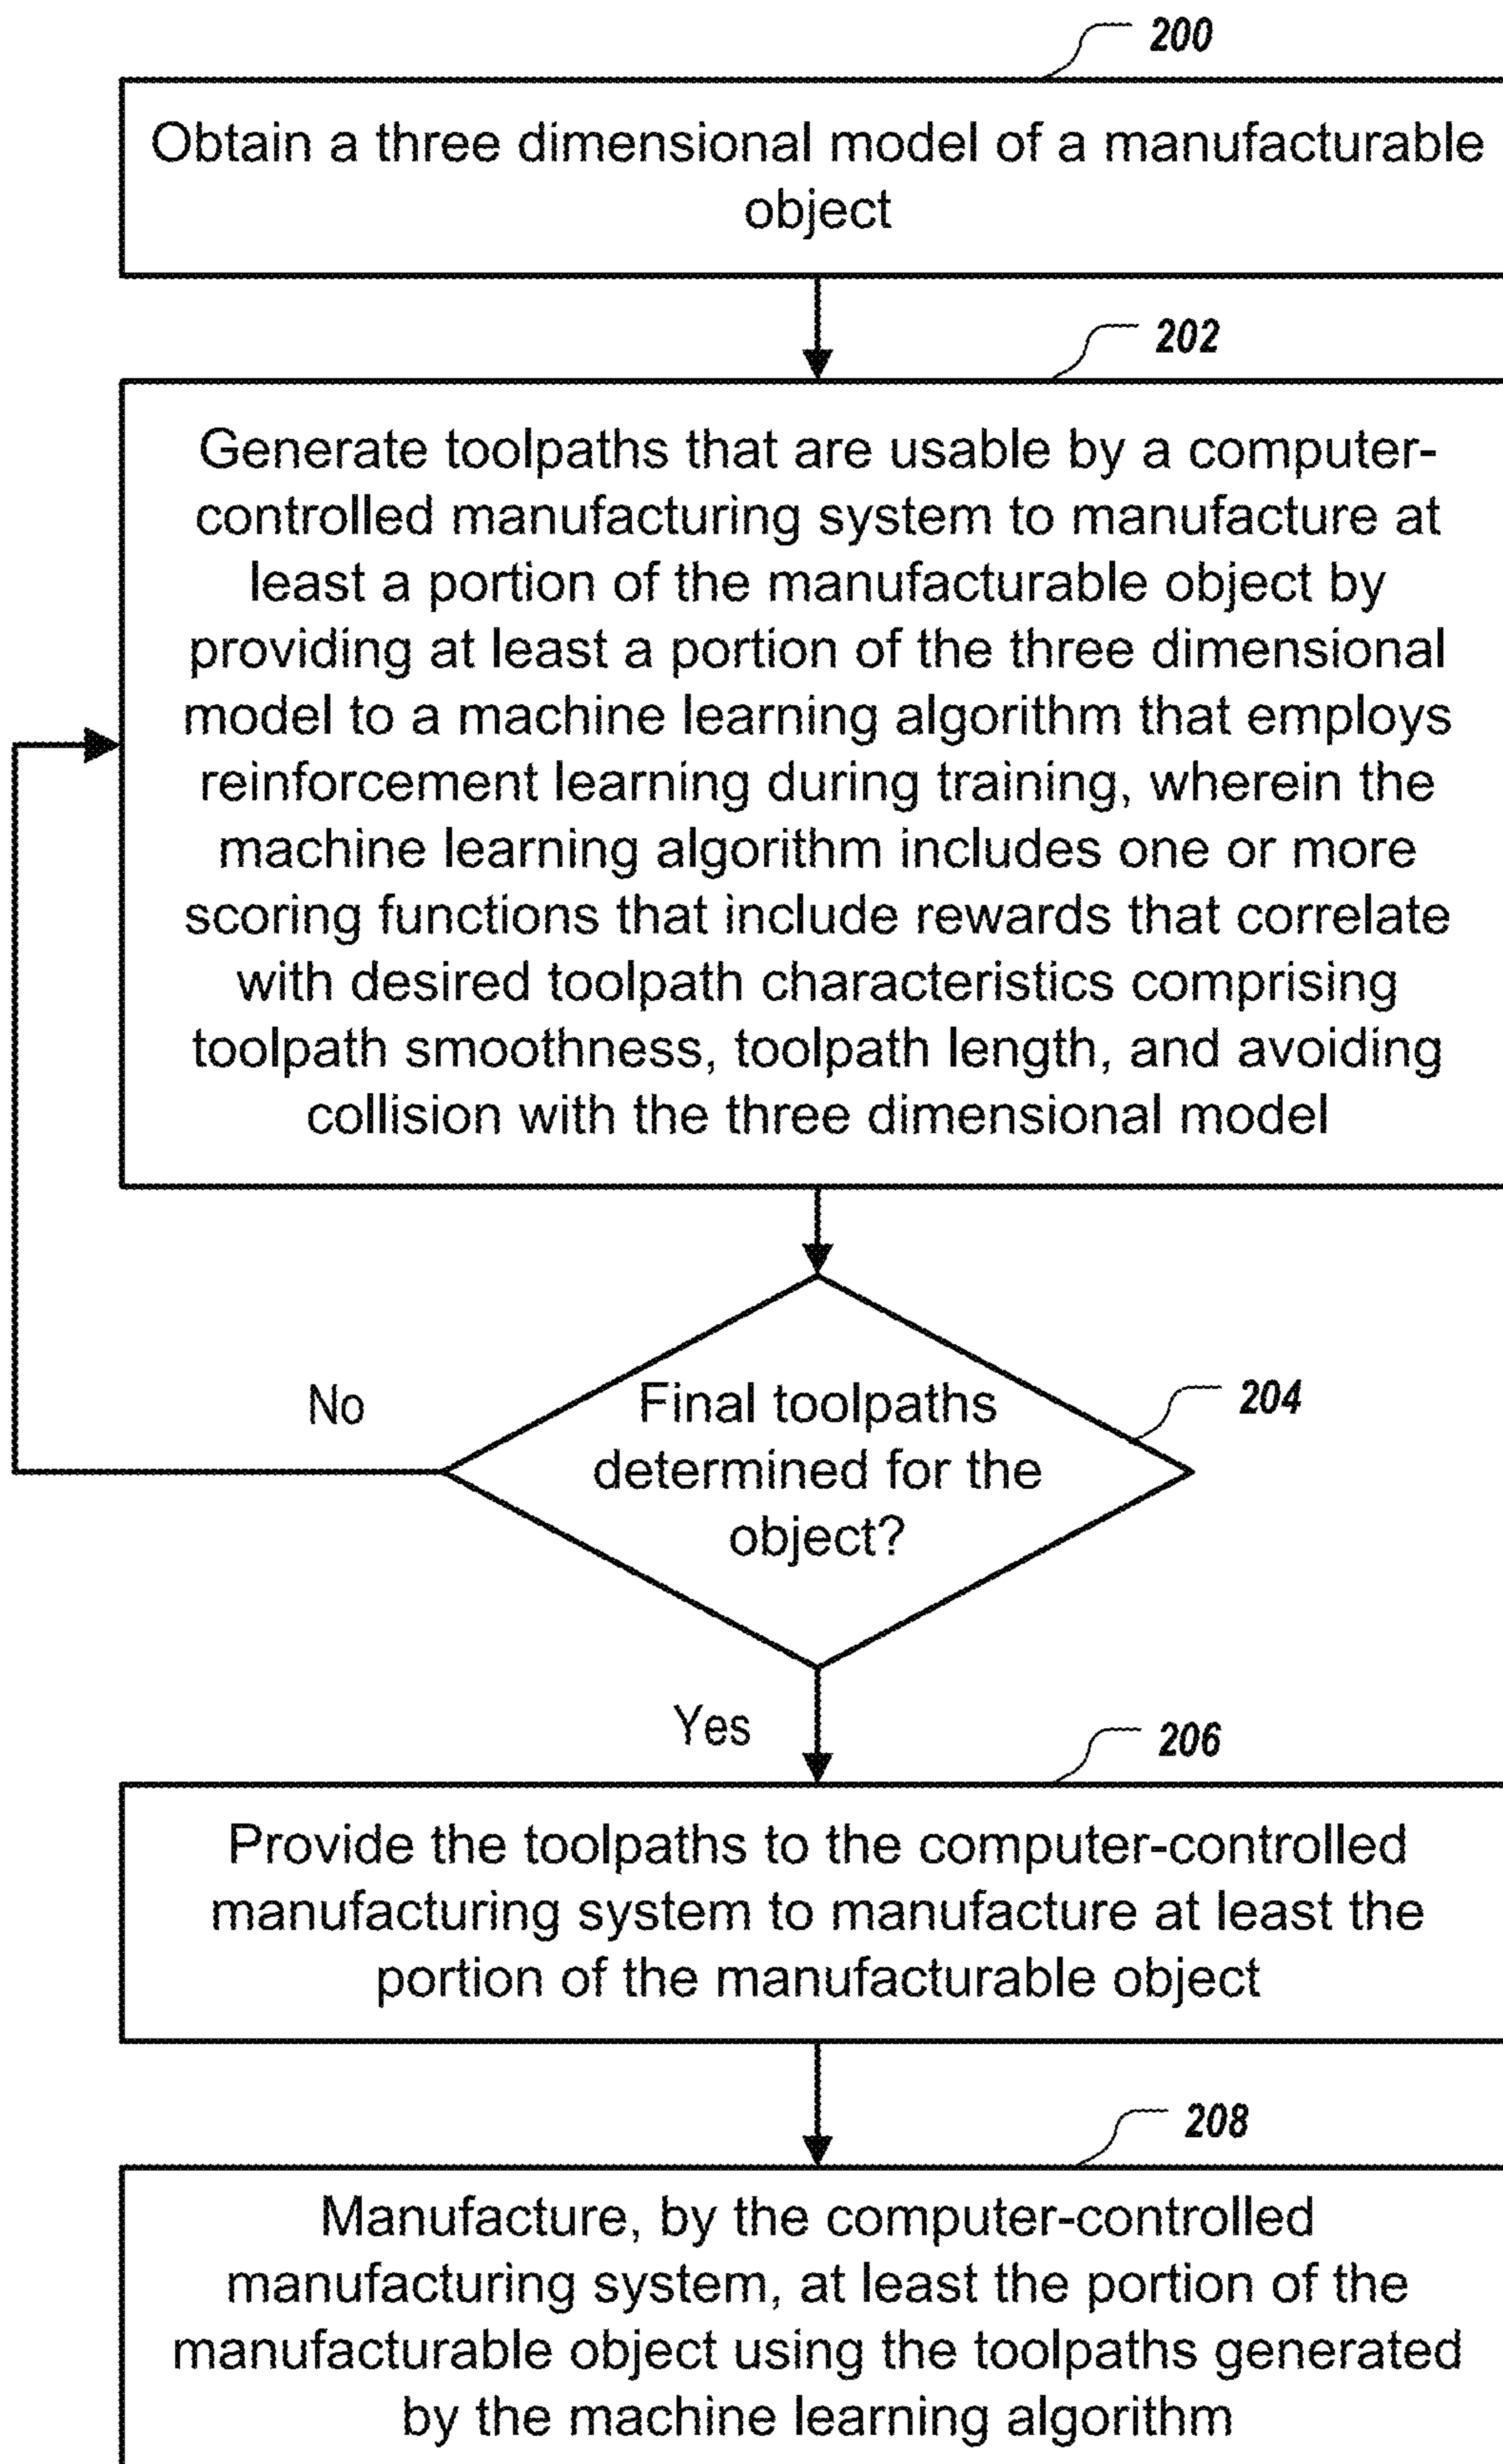 200
Obtain a three dimensional model of a manufacturable
object
202
Generate toolpaths that are usable by a computer-
controlled manufacturing system to manufacture at
least a portion of the manufacturable object by
providing at least a portion of the three dimensional
model to a machine learning algorithm that employs
reinforcement learning during training, wherein the
machine learning algorithm includes one or more
scoring functions that include rewards that correlate
with desired toolpath characteristics comprising
toolpath smoothness, toolpath length, and avoiding
collision with the three dimensional model
No
Final toolpaths
determined for the
object?
204
Yes
206
Provide the toolpaths to the computer-controlled
manufacturing system to manufacture at least the
portion of the manufacturable object
208
Manufacture, by the computer-controlled
manufacturing system, at least the portion of the
manufacturable object using the toolpaths generated
by the machine learning algorithm